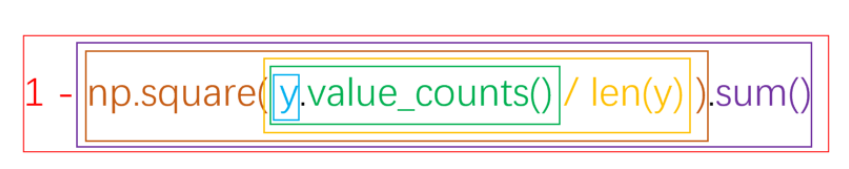 1 - np.square( y.value_counts() / len(y) ).sum()